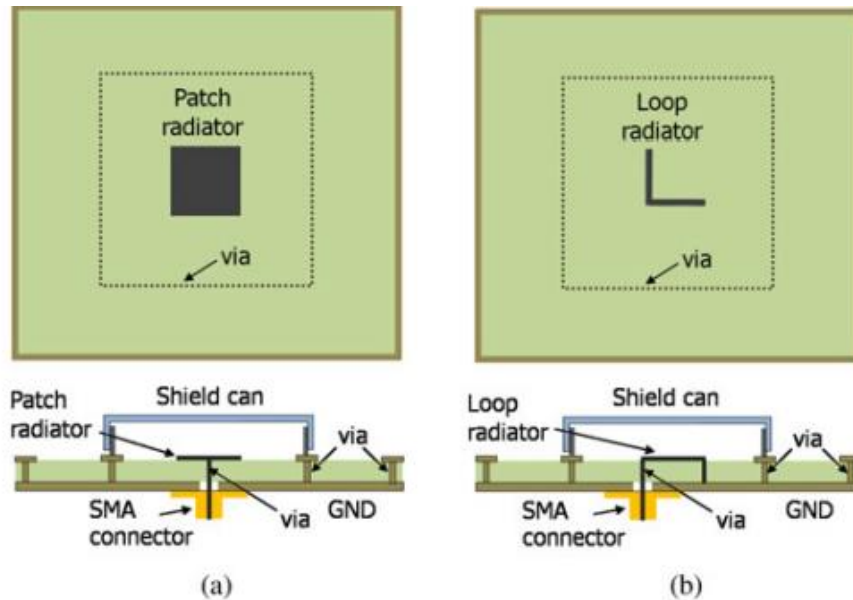 Patch
radiator
via
Loop
radiator
via
Patch
radiator
Shield can
via
SMA
connector
via
GND
Loop
radiator
Shield can
via
SMA
connector
via
GND
(a)
(b)